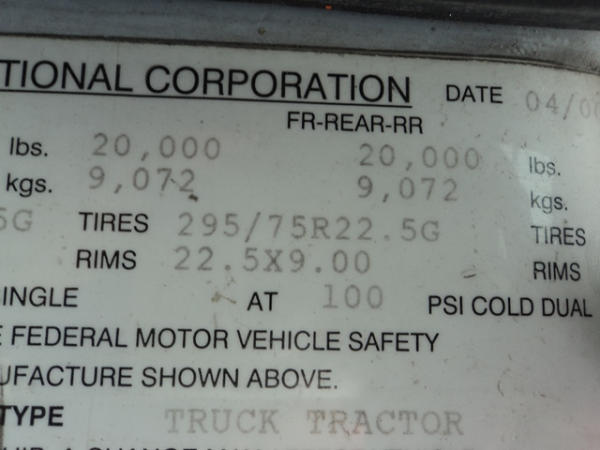 TIONAL CORPORATION DATE 04/0
FR-REAR-RR
lbs. 20,000 20,000 lbs.
kgs. 9,072 9,072 kgs.
5G TIRES 295/75R22.5G TIRES
RIMS 22.5X9.00 RIMS
INGLE AT 100 PSI COLD DUAL
E FEDERAL MOTOR VEHICLE SAFETY
UFACTURE SHOWN ABOVE.
TYPE TRUCK TRACTOR